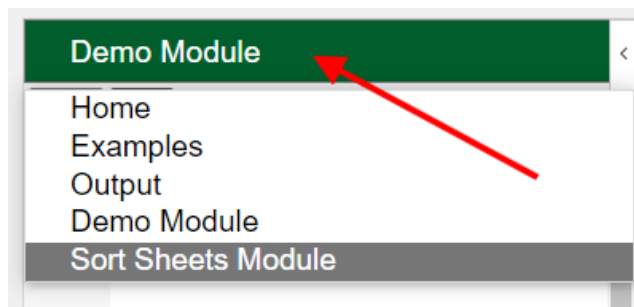 Demo Module
Home
Examples
Output
Demo Module
Sort Sheets Module